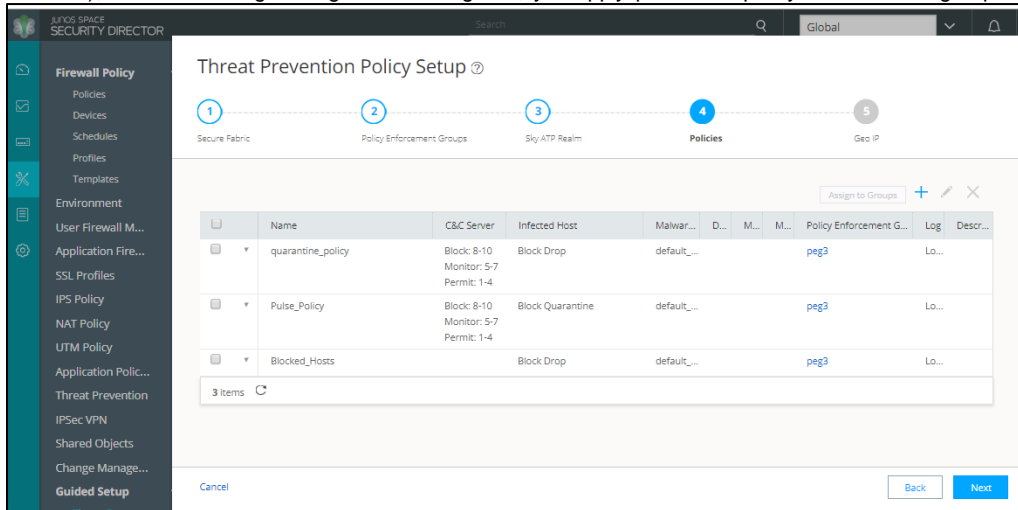 JUNOS SPACE
SECURITY DIRECTOR
Search
Global
Firewall Policy
Policies
Devices
Schedules
Profiles
Templates
Environment
User Firewall M...
Application Fire...
SSL Profiles
IPS Policy
NAT Policy
UTM Policy
Application Polic...
Threat Prevention
IPSec VPN
Shared Objects
Change Manage...
Guided Setup
Threat Prevention Policy Setup ?
1 2 3 4 5
Secure Fabric Policy Enforcement Groups Sky ATP Realm Policies Geo IP
Assign to Groups
Name C&C Server Infected Host Malwar... D... M... M... Policy Enforcement G... Log Descr...
quarantine_policy Block: 8-10 Block Drop default_... peg3 Lo...
Monitor: 5-7
Permit: 1-4
Pulse_Policy Block: 8-10 Block Quarantine default_... peg3 Lo...
Monitor: 5-7
Permit: 1-4
Blocked_Hosts Block Drop default_... peg3 Lo...
3 items
Cancel Back Next